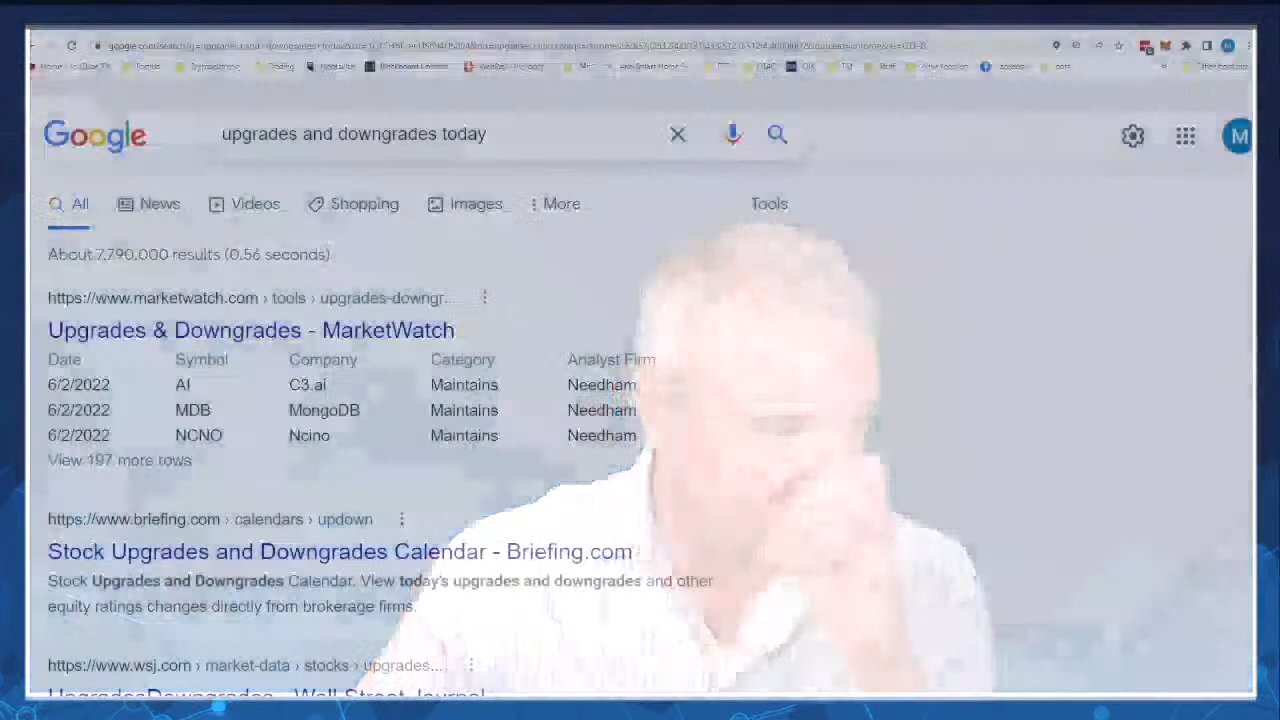 Google
upgrades and downgrades today
M
All News Videos Shopping Images More Tools
About 7,790,000 results (0.56 seconds)
https://www.marketwatch.com › tools › upgrades-downgr...
Upgrades & Downgrades - MarketWatch
Date Symbol Company Category Analyst Firm
6/2/2022 AI C3.ai Maintains Needham
6/2/2022 MDB MongoDB Maintains Needham
6/2/2022 NCNO Ncino Maintains Needham
View 197 more rows
https://www.briefing.com › calendars › updown
Stock Upgrades and Downgrades Calendar - Briefing.com
Stock Upgrades and Downgrades Calendar. View today's upgrades and downgrades and other
equity ratings changes directly from brokerage firms.
https://www.wsj.com › market-data › stocks › upgrades...
UpgradesDowngrades - Wall Street Journal